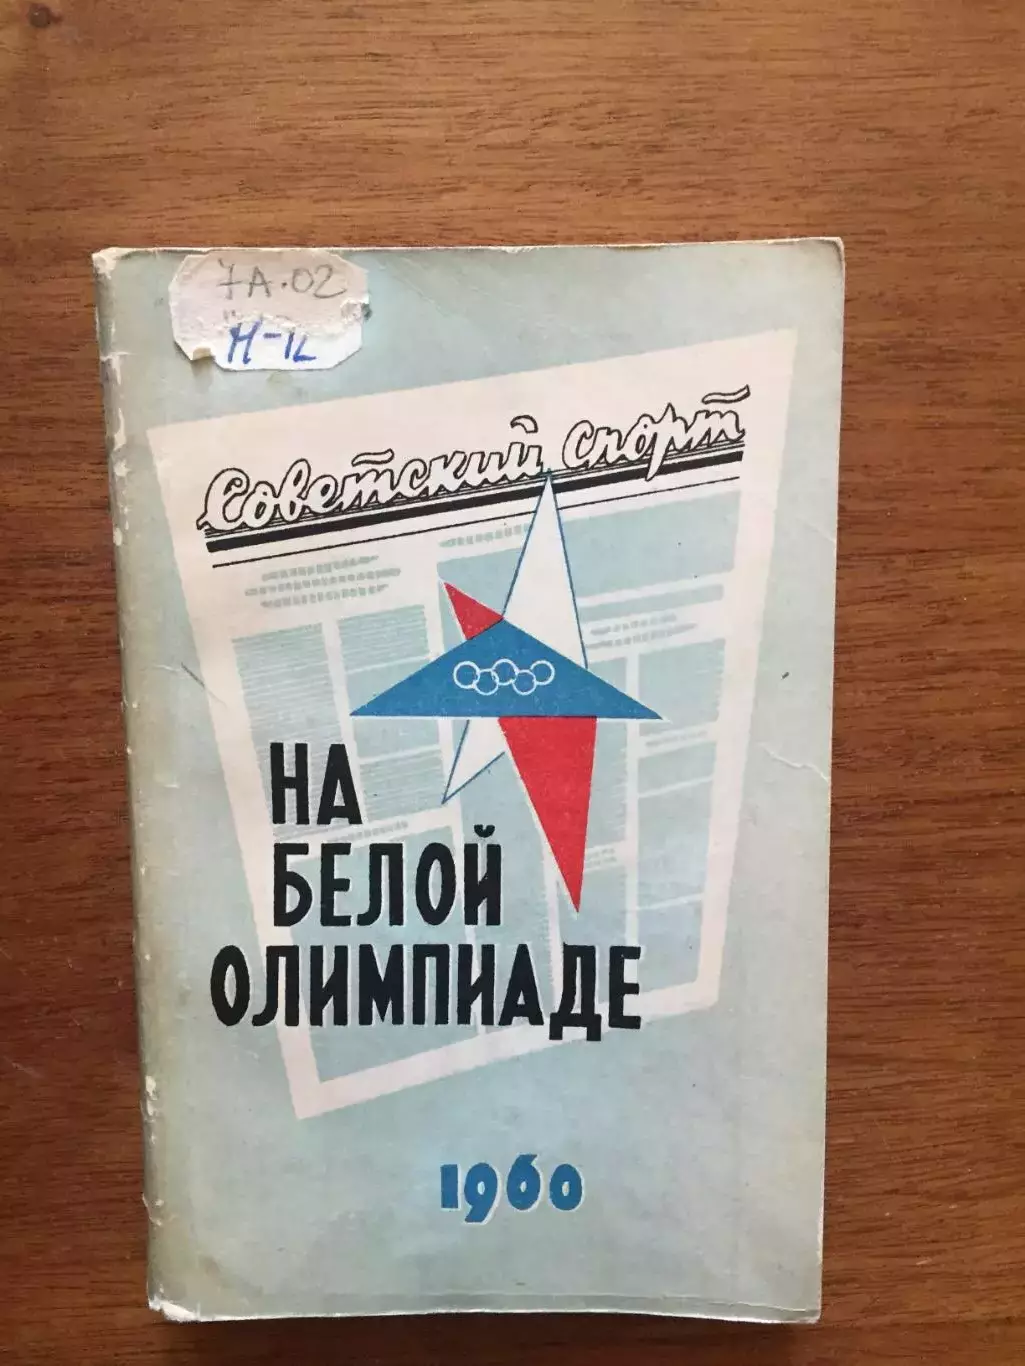 7А.02
Н-12
Советский спорт
НА
БЕЛОЙ
ОЛИМПИАДЕ
1960